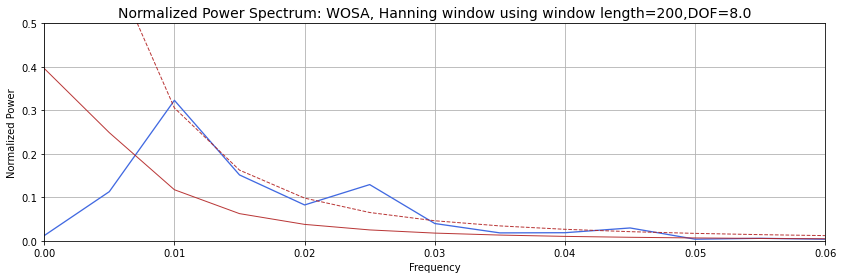 Normalized Power Spectrum: WOSA, Hanning window using window length=200,DOF=8.0
Normalized Power
0.5
0.4
0.3
0.2
0.1
0.0
0.00 0.01 0.02 0.03 0.04 0.05 0.06
Frequency